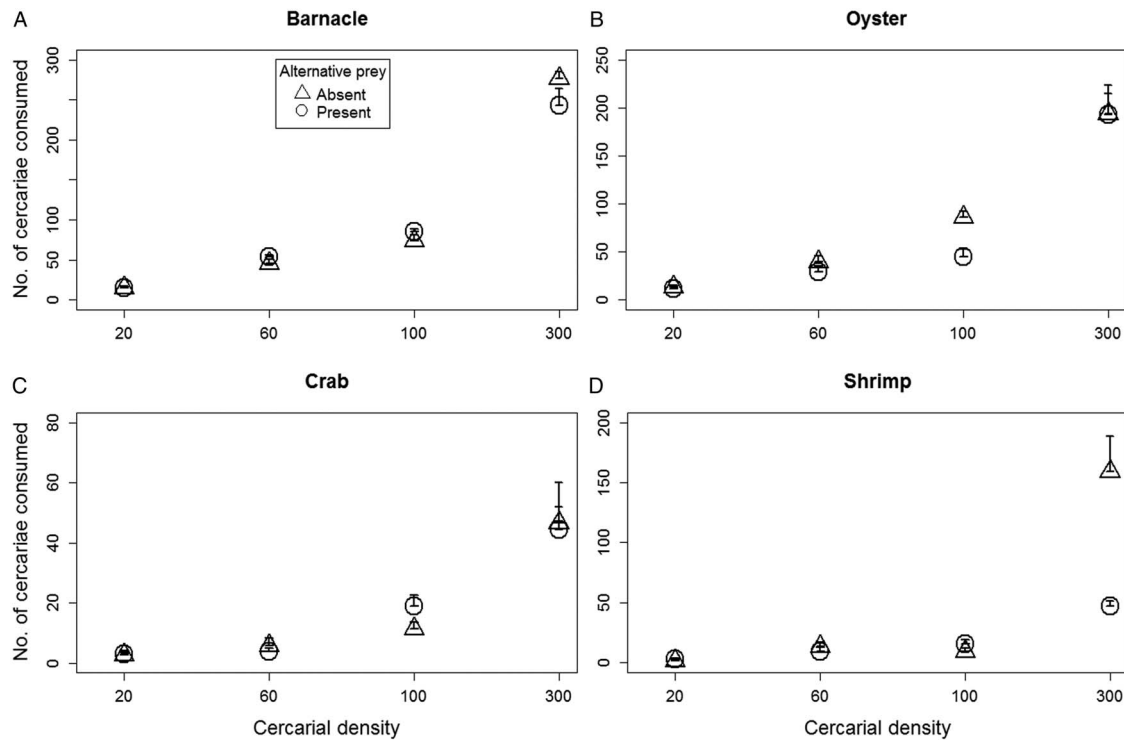 A
Barnacle
No. of cercariae consumed
300
100
50
0
Alternative prey
Absent
Present
20 60 100 300
B
Oyster
250
200
150
100
50
0
20 60 100 300
C
Crab
No. of cercariae consumed
80
60
40
20
0
20 60 100 300
Cercarial density
D
Shrimp
200
150
100
50
0
20 60 100 300
Cercarial density